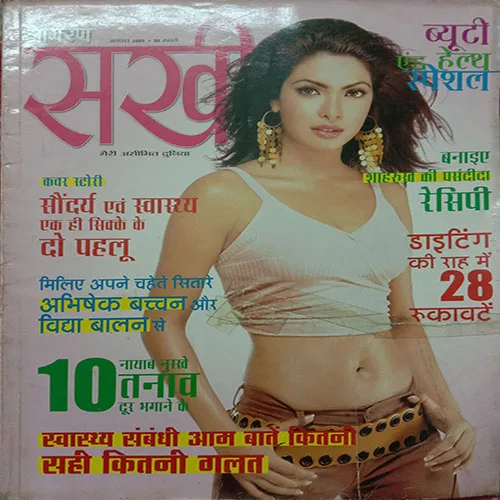 जागरण
सखी
मेरी असीमित दुनिया
ब्यूटी
एंड हेल्थ
स्पेशल
बनाइए
शाहरुख की पसंदीदा
रेसिपी
कवर स्टोरी
सौंदर्य एवं स्वास्थ्य
एक ही सिक्के के
दो पहलू
डाइटिंग
की राह में
28
रुकावटें
मिलिए अपने चहेते सितारे
अभिषेक बच्चन और
विद्या बालन से
10 नायाब नुस्खे
तनाव
दूर भगाने के
स्वास्थ्य संबंधी आम बातें कितनी
सही कितनी गलत